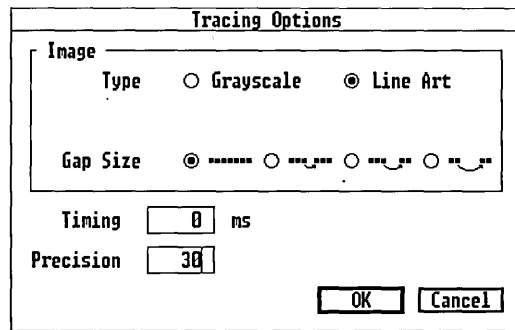 Tracing Options
Image
Type Grayscale Line Art
Gap Size
Timing 0 ms
Precision 30
OK Cancel